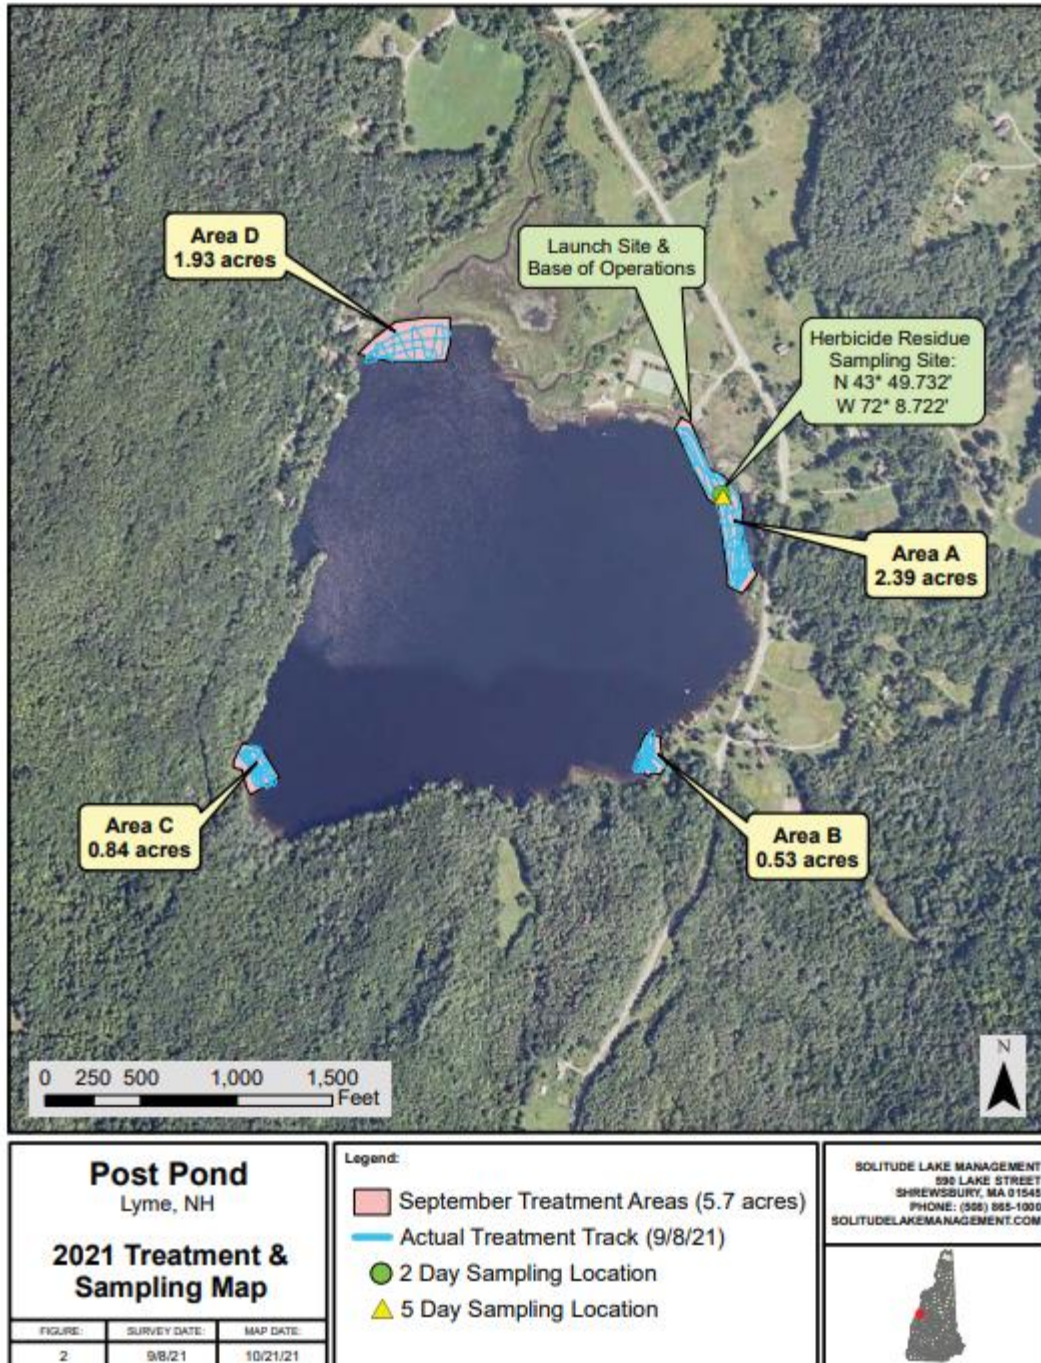 Area D
1.93 acres
Launch Site &
Base of Operations
Herbicide Residue
Sampling Site:
N 43* 49.732'
W 72* 8.722'
Area A
2.39 acres
Area C
0.84 acres
Area B
0.53 acres
0 250 500 1,000 1,500
Feet
N
Post Pond
Lyme, NH
2021 Treatment &
Sampling Map
FIGURE: SURVEY DATE: MAP DATE:
2 9/8/21 10/21/21
Legend:
September Treatment Areas (5.7 acres)
Actual Treatment Track (9/8/21)
2 Day Sampling Location
5 Day Sampling Location
SOLITUDE LAKE MANAGEMENT
590 LAKE STREET
SHREWSBURY, MA 01545
PHONE: (508) 865-1000
SOLITUDELAKEMANAGEMENT.COM